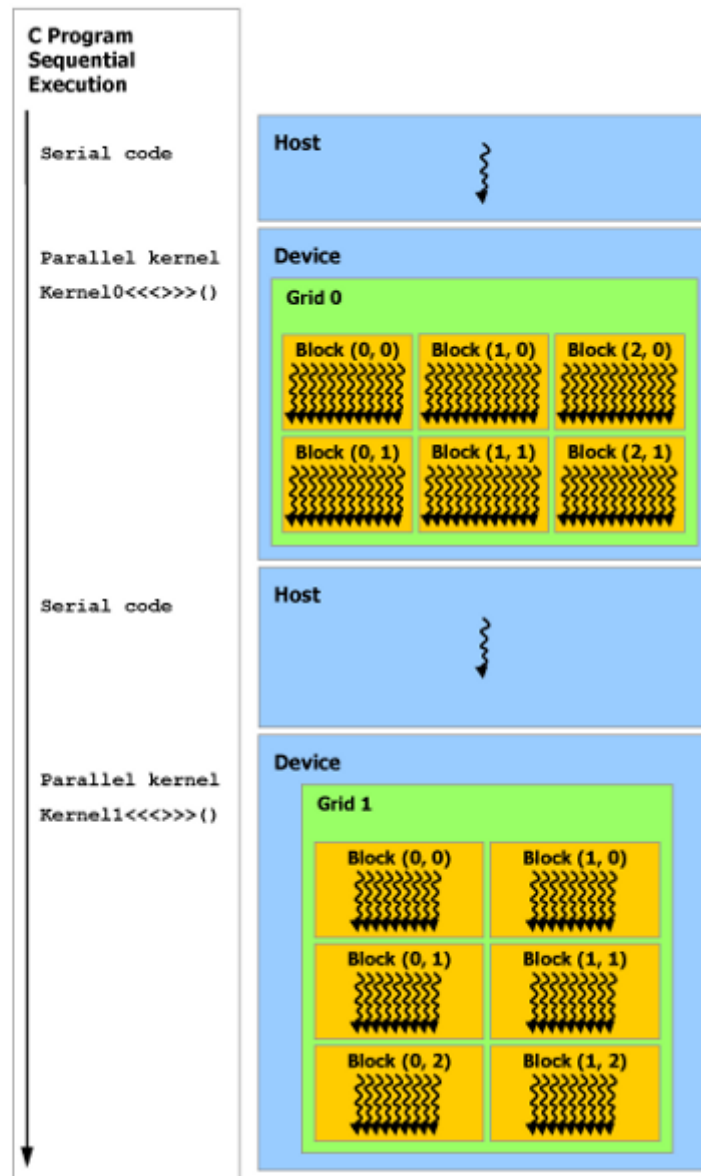 C Program
Sequential
Execution
Serial code
Host
Parallel kernel
Kernel0<<<>>>()
Device
Grid 0
Block (0, 0) Block (1, 0) Block (2, 0)
Block (0, 1) Block (1, 1) Block (2, 1)
Serial code
Host
Parallel kernel
Kernel1<<<>>>()
Device
Grid 1
Block (0, 0) Block (1, 0)
Block (0, 1) Block (1, 1)
Block (0, 2) Block (1, 2)